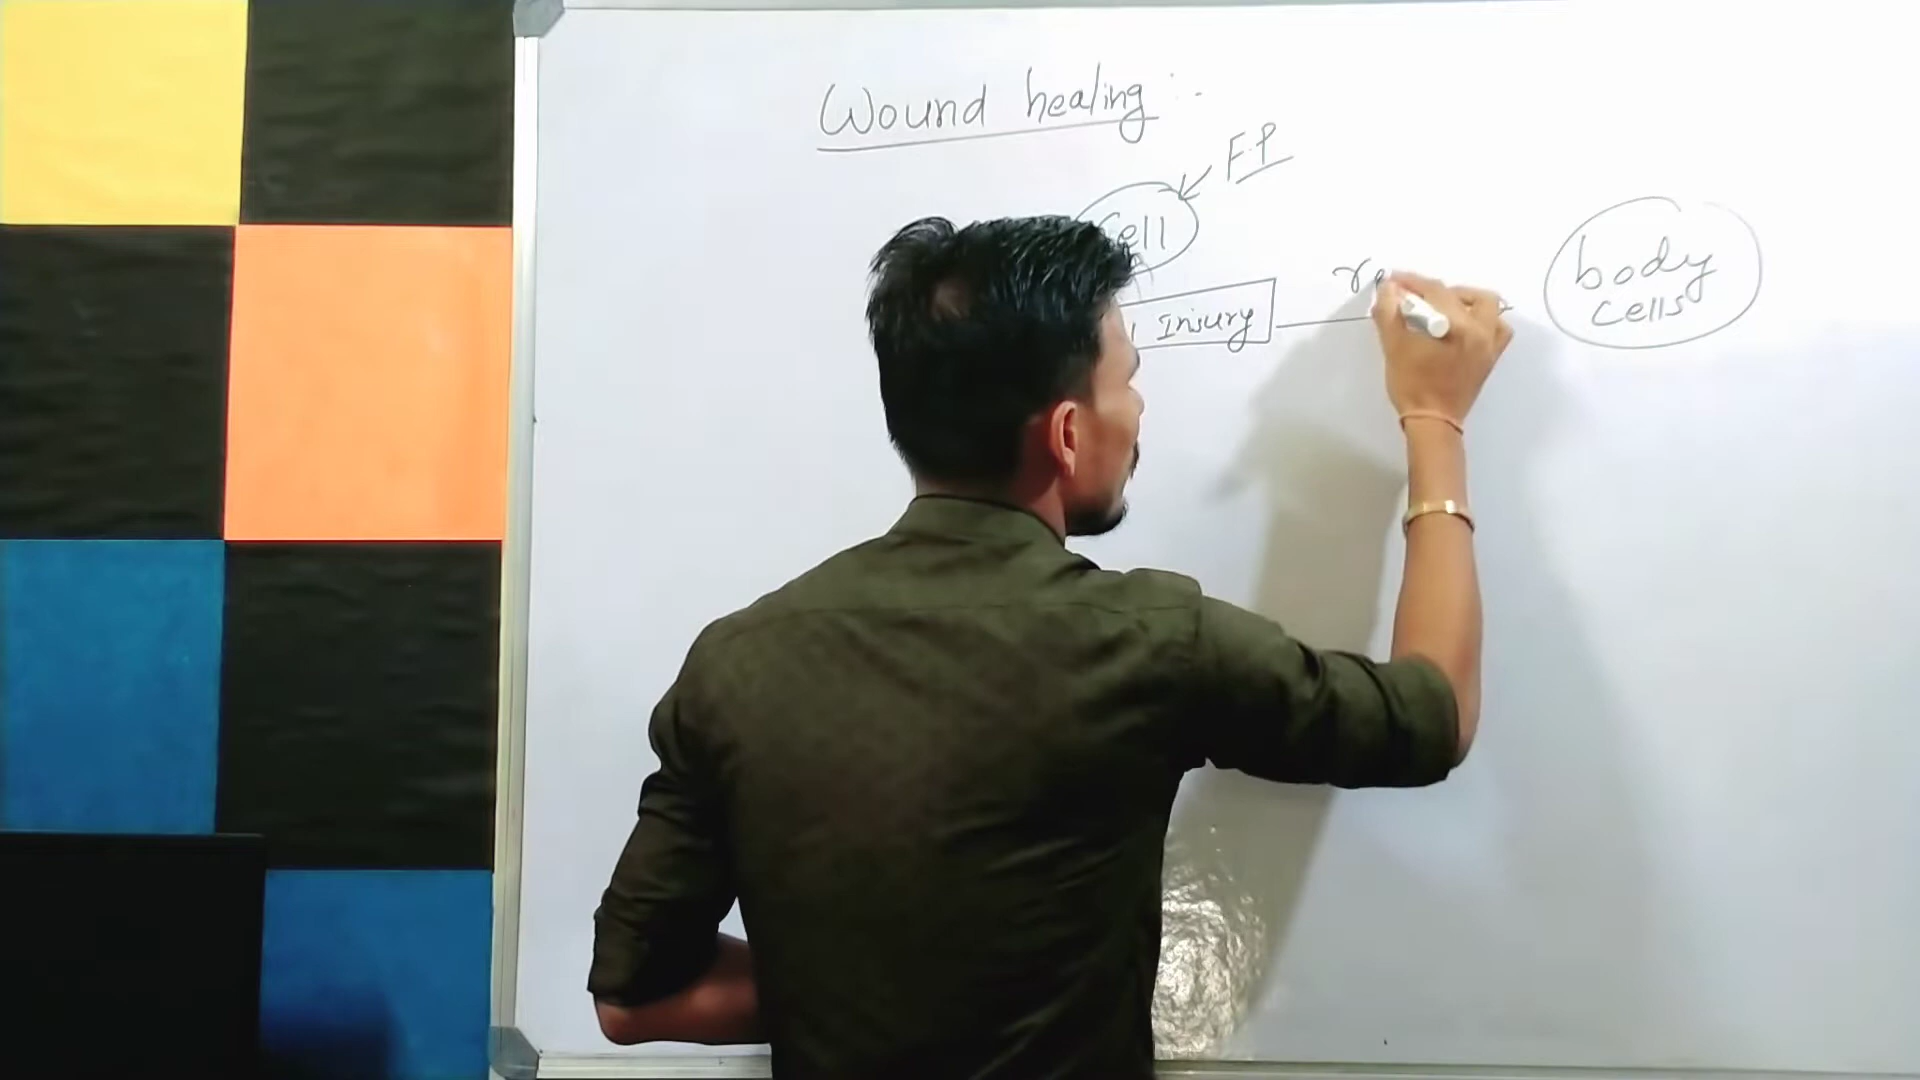 Wound healing :-
F.P
cell
Injury
body
cells